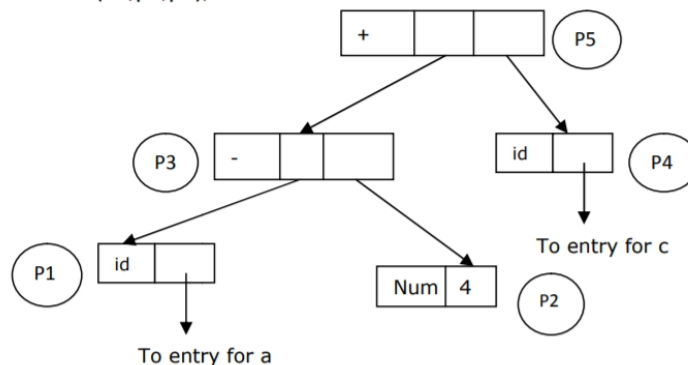 +
P5
P3
-
id
P4
P1
id
To entry for c
Num 4
P2
To entry for a